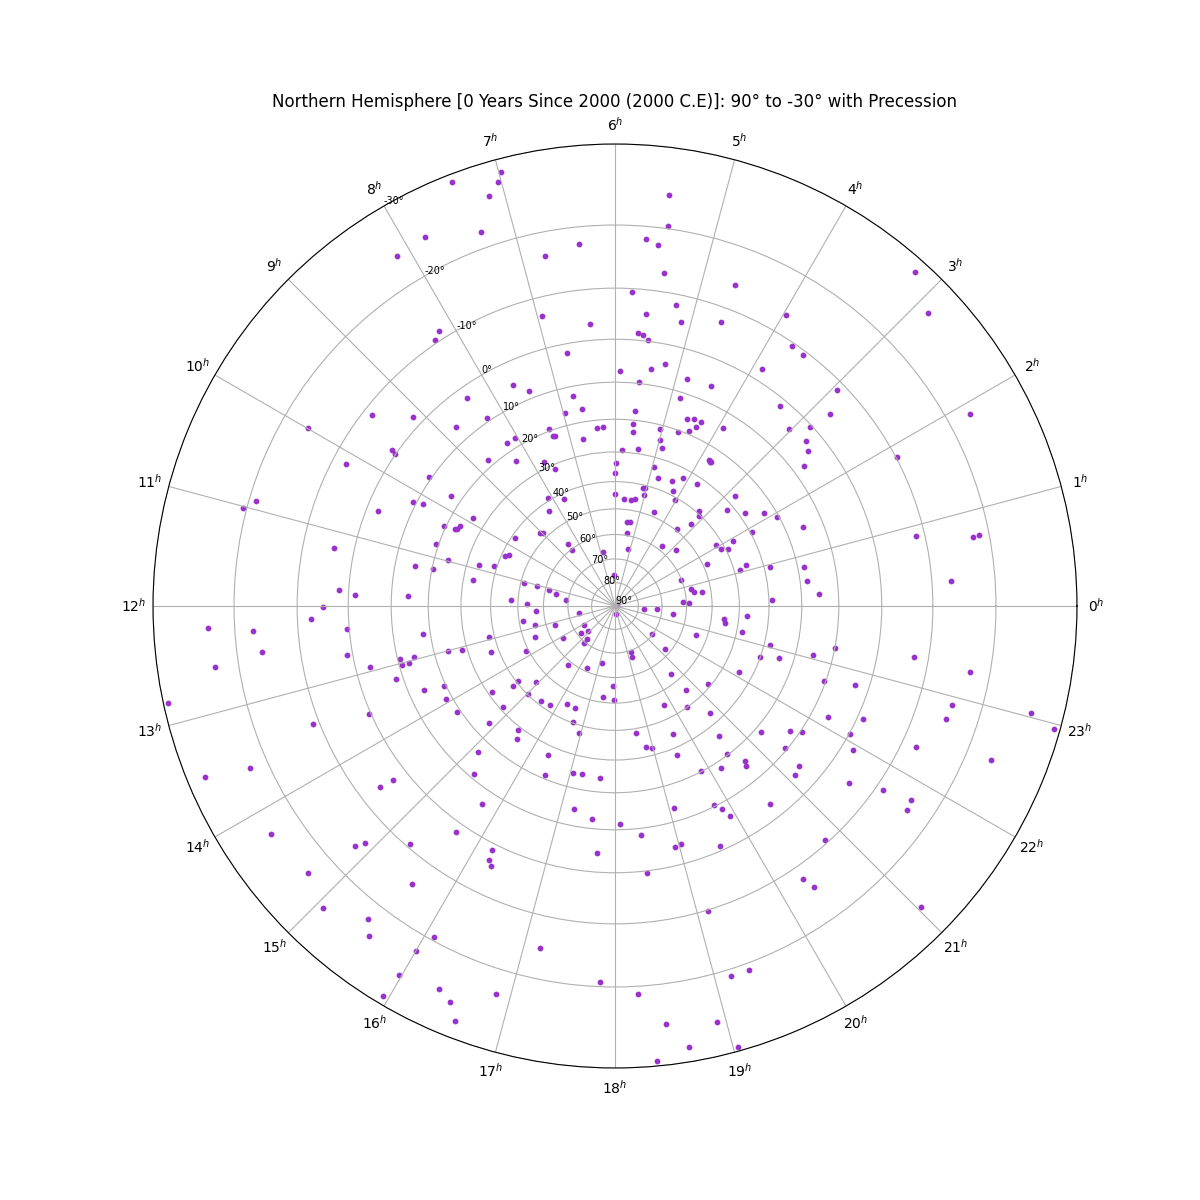 Northern Hemisphere [0 Years Since 2000 (2000 C.E)]: 90° to -30° with Precession
6ʰ
7ʰ
5ʰ
8ʰ
4ʰ
-30°
9ʰ
3ʰ
-20°
-10°
10ʰ
2ʰ
0°
10°
20°
30°
11ʰ
1ʰ
40°
50°
60°
70°
80°
90°
12ʰ
0ʰ
13ʰ
23ʰ
14ʰ
22ʰ
15ʰ
21ʰ
16ʰ
20ʰ
17ʰ
19ʰ
18ʰ